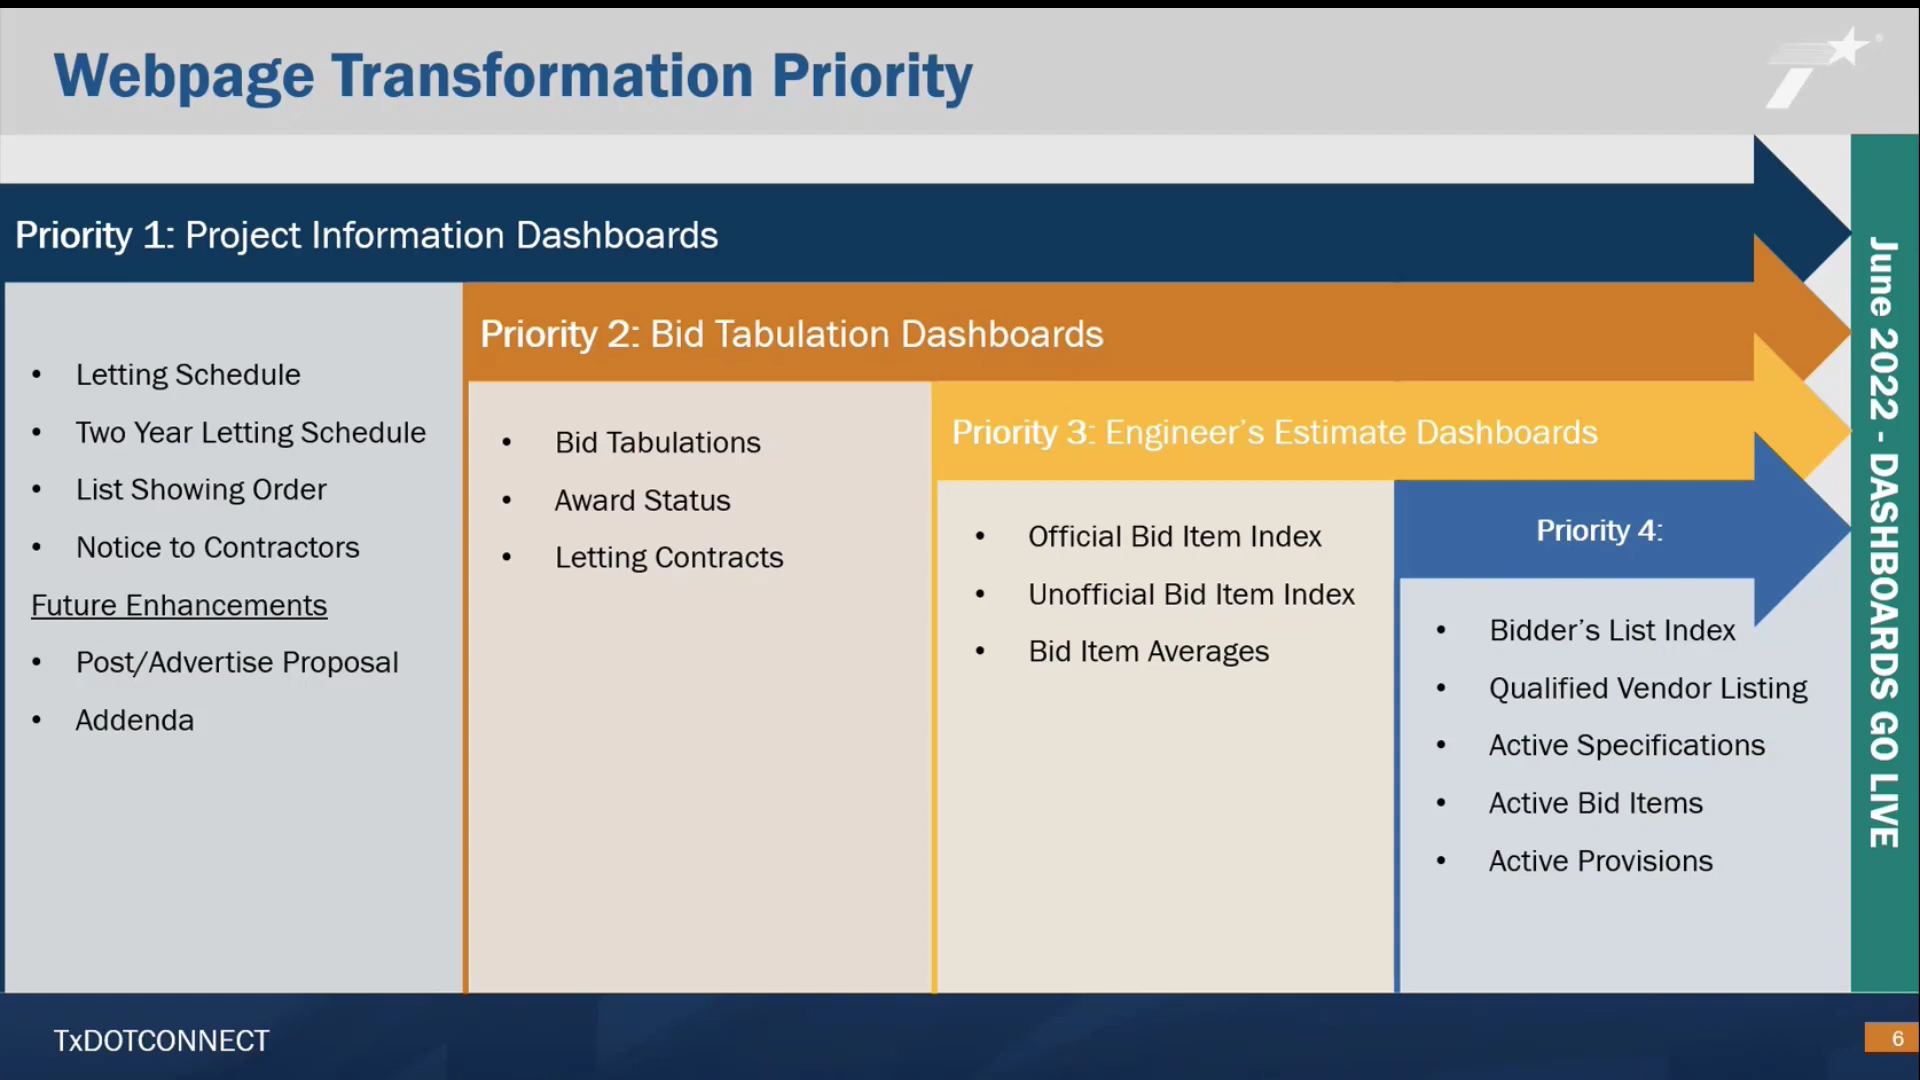 Webpage Transformation Priority
Priority 1: Project Information Dashboards
• Letting Schedule
• Two Year Letting Schedule
• List Showing Order
• Notice to Contractors
Future Enhancements
• Post/Advertise Proposal
• Addenda
Priority 2: Bid Tabulation Dashboards
• Bid Tabulations
• Award Status
• Letting Contracts
Priority 3: Engineer’s Estimate Dashboards
• Official Bid Item Index
• Unofficial Bid Item Index
• Bid Item Averages
Priority 4:
• Bidder’s List Index
• Qualified Vendor Listing
• Active Specifications
• Active Bid Items
• Active Provisions
June 2022 - DASHBOARDS GO LIVE
TxDOTCONNECT
6